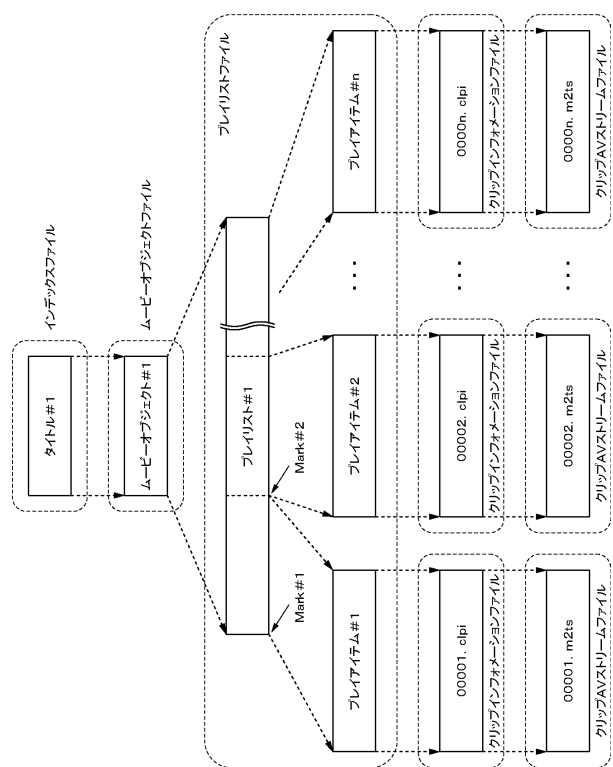 インデックスファイル
タイトル#1
ムービーオブジェクトファイル
ムービーオブジェクト#1
プレイリストファイル
プレイリスト#1
Mark#1
Mark#2
プレイアイテム#1
プレイアイテム#2
・・・
プレイアイテム#n
00001. clpi
クリップインフォメーションファイル
00002. clpi
クリップインフォメーションファイル
・・・
0000n. clpi
クリップインフォメーションファイル
00001. m2ts
クリップAVストリームファイル
00002. m2ts
クリップAVストリームファイル
・・・
0000n. m2ts
クリップAVストリームファイル